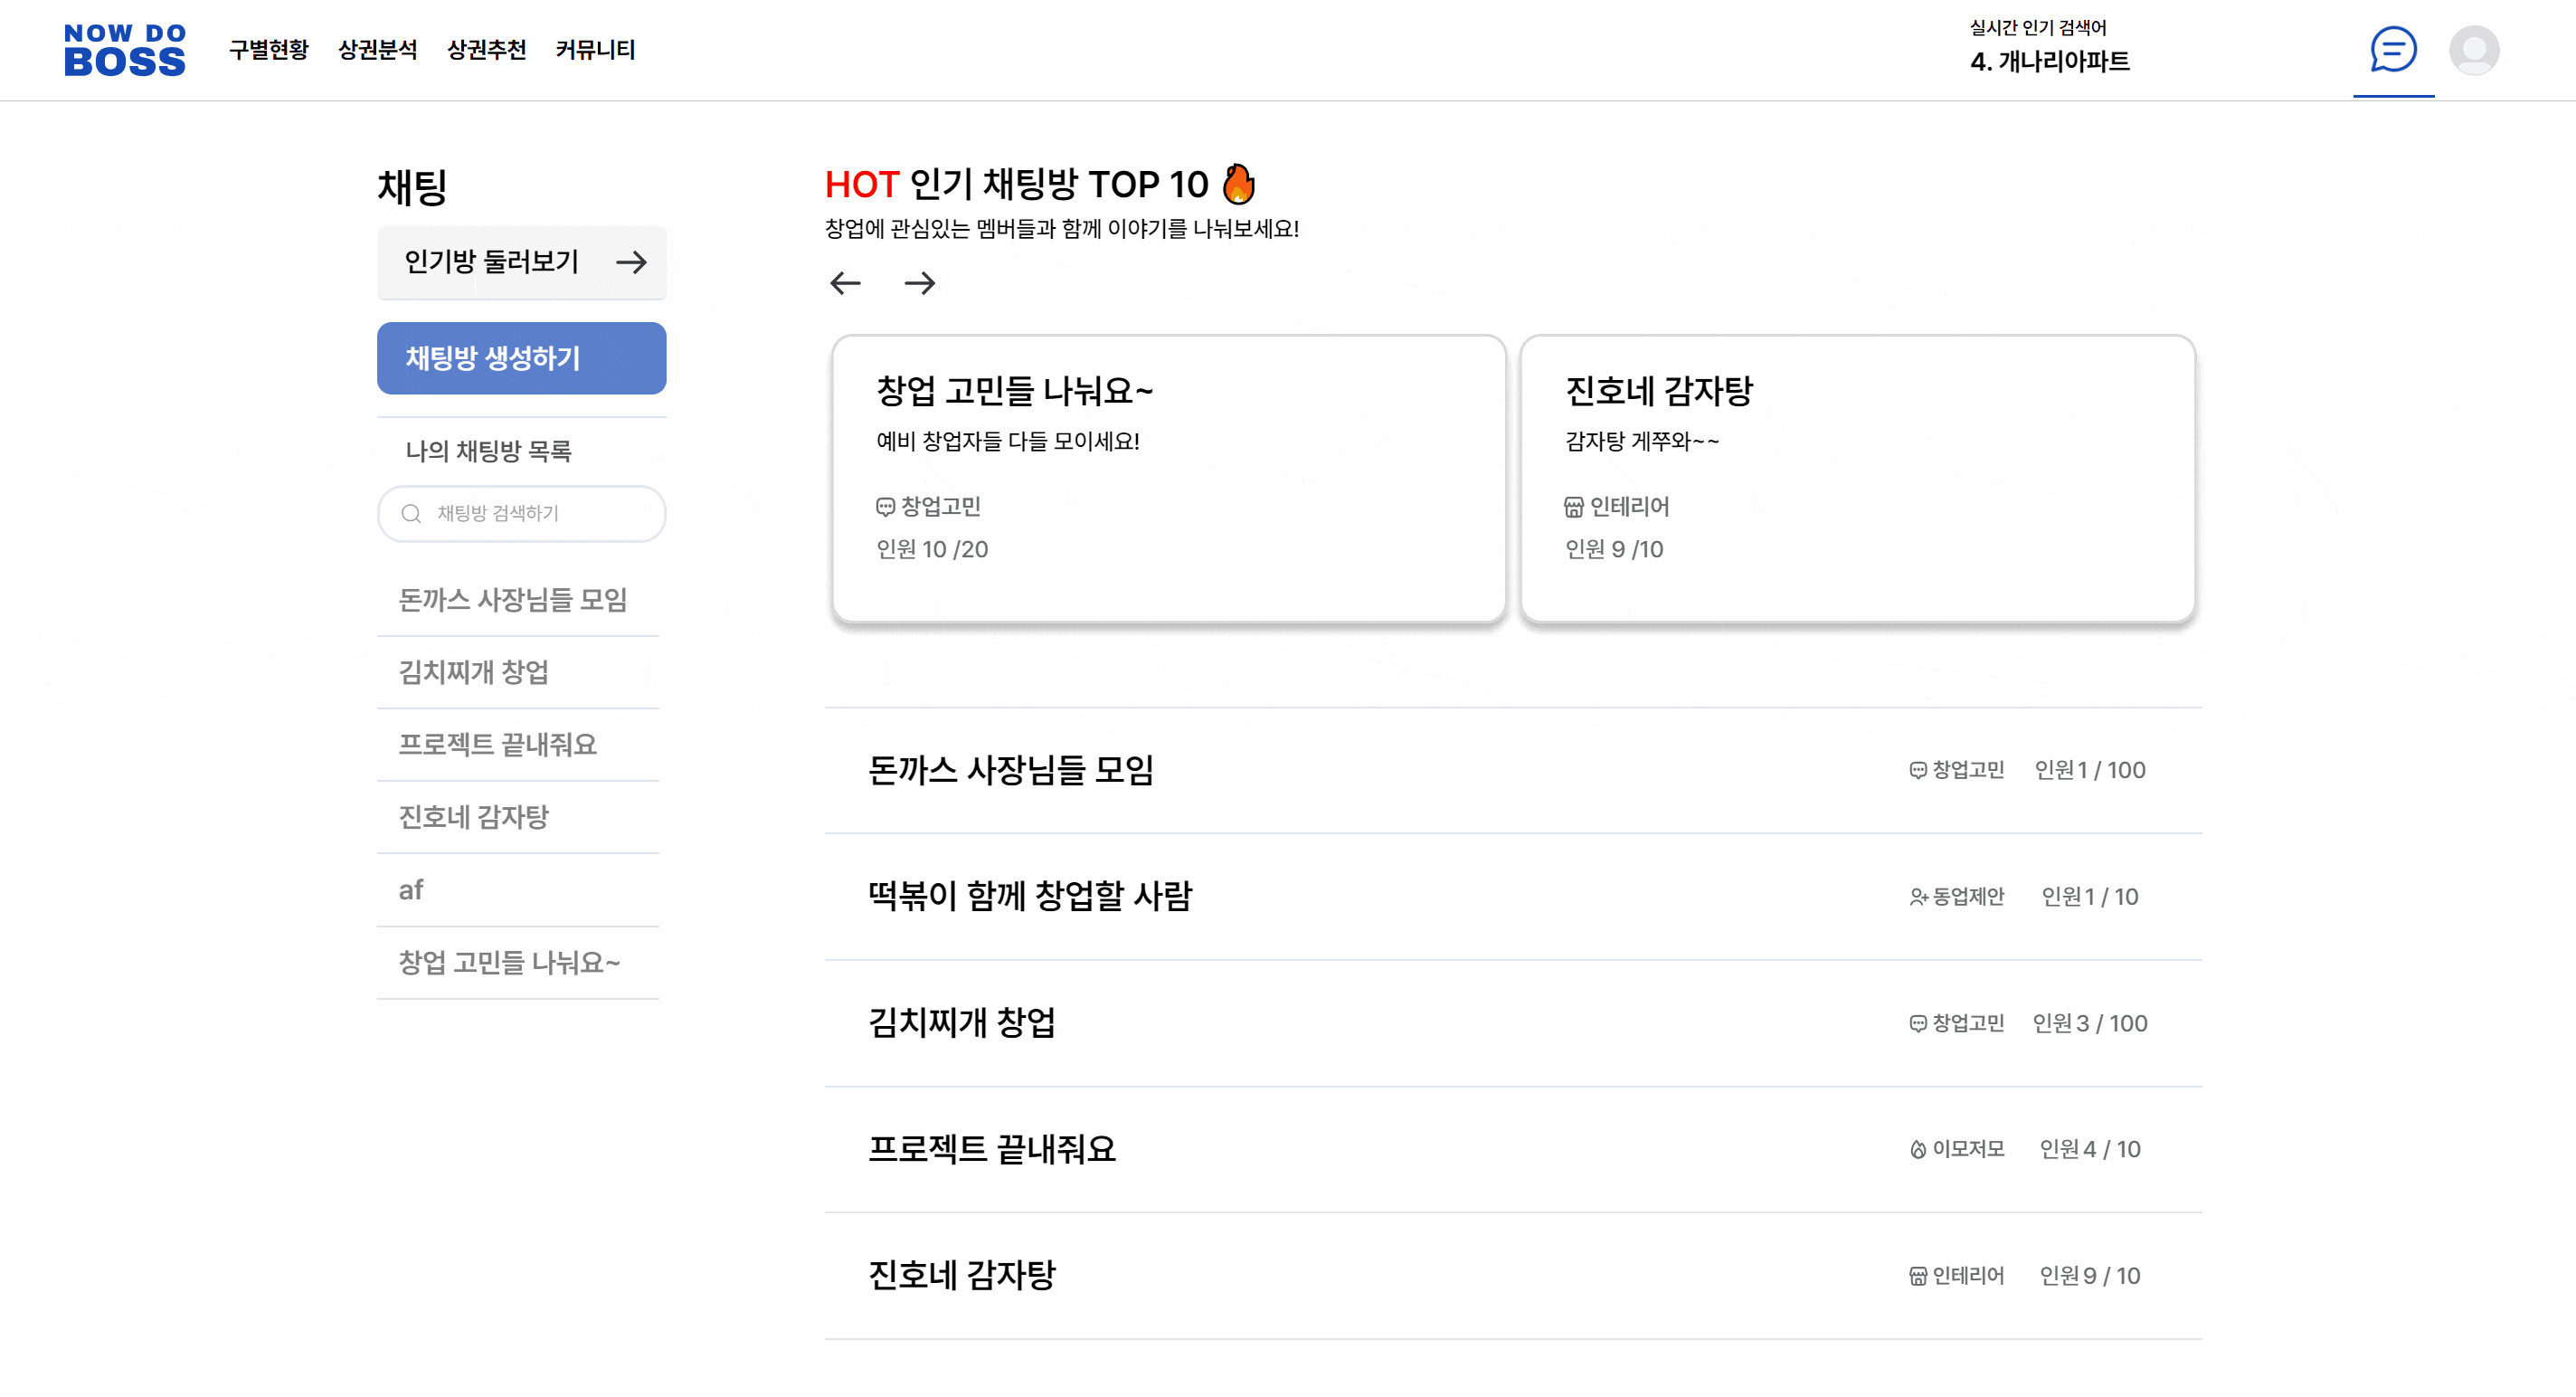 NOW DO
BOSS
구별현황 상권분석 상권추천 커뮤니티
실시간 인기 검색어
4. 개나리아파트
채팅
인기방 둘러보기
채팅방 생성하기
나의 채팅방 목록
채팅방 검색하기
돈까스 사장님들 모임
김치찌개 창업
프로젝트 끝내줘요
진호네 감자탕
af
창업 고민들 나눠요~
HOT 인기 채팅방 TOP 10
창업에 관심있는 멤버들과 함께 이야기를 나눠보세요!
창업 고민들 나눠요~
예비 창업자들 다들 모이세요!
창업고민
인원 10 /20
진호네 감자탕
감자탕 게쭈와~~
인테리어
인원 9 /10
돈까스 사장님들 모임 창업고민 인원 1 / 100
떡볶이 함께 창업할 사람 동업제안 인원 1 / 10
김치찌개 창업 창업고민 인원 3 / 100
프로젝트 끝내줘요 이모저모 인원 4 / 10
진호네 감자탕 인테리어 인원 9 / 10